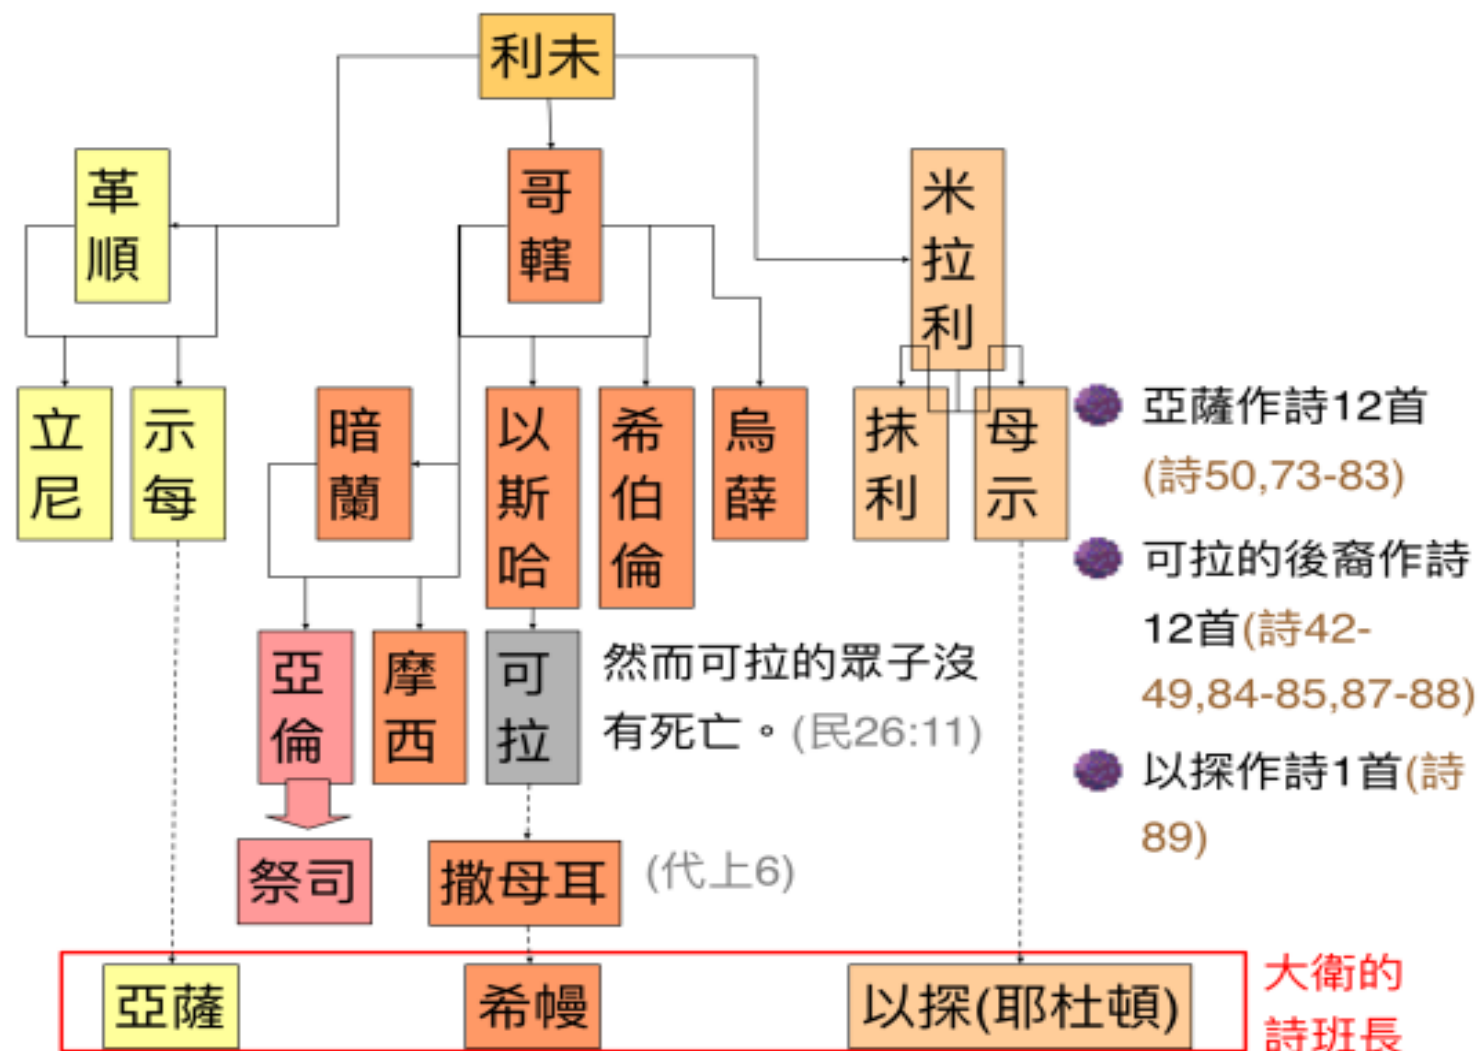 利未
革順
哥轄
米拉利
立尼
示每
暗蘭
以斯哈
希伯倫
烏薛
抹利
母示
亞倫
摩西
可拉
然而可拉的眾子沒
有死亡。(民26:11)
祭司
撒母耳
(代上6)
亞薩
希幔
以探(耶杜頓)
大衛的
詩班長
亞薩作詩12首
(詩50,73-83)
可拉的後裔作詩
12首(詩42-
49,84-85,87-88)
以探作詩1首(詩
89)